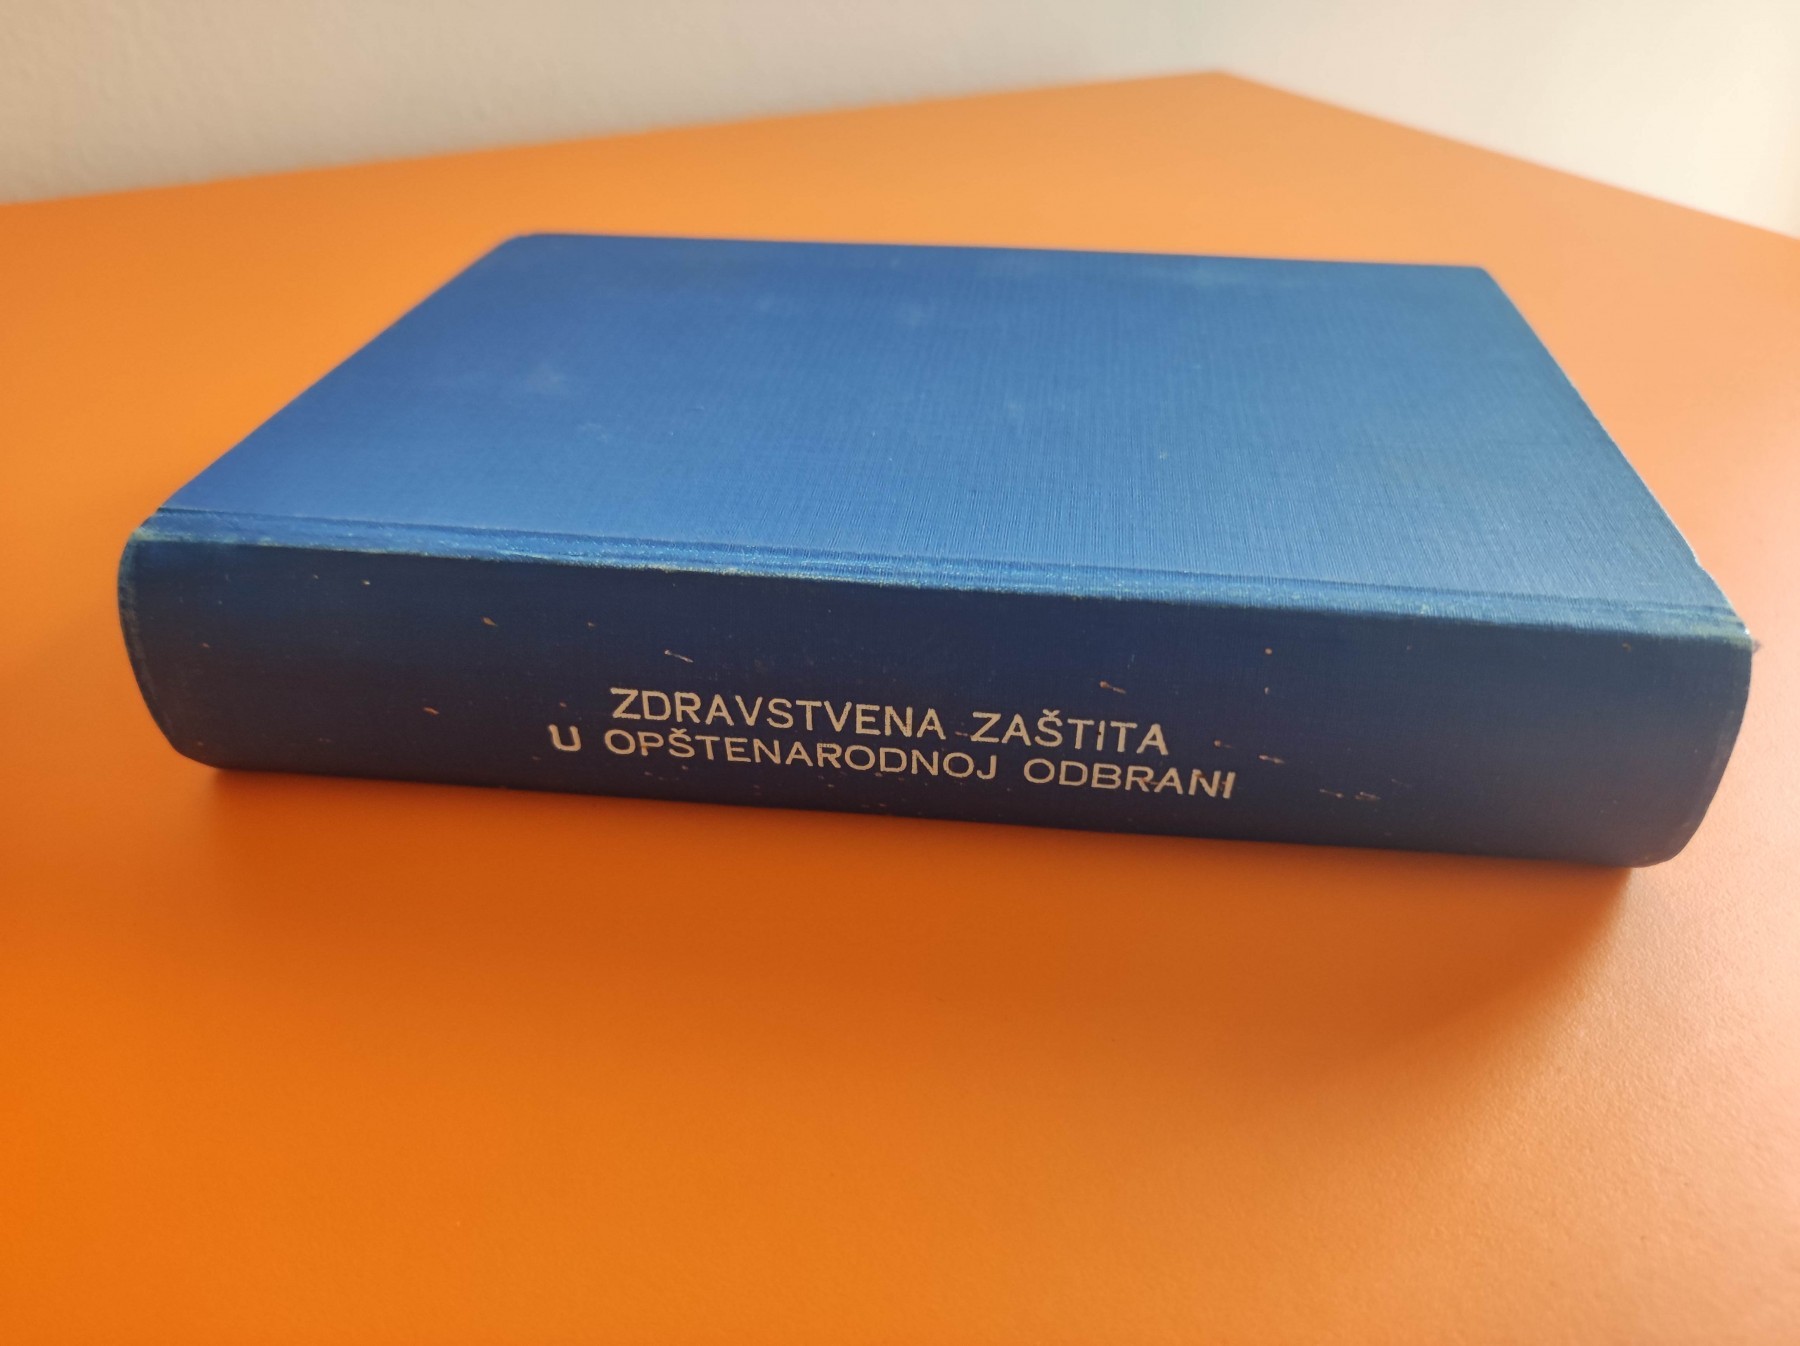 ZDRAVSTVENA ZAŠTITA
U OPŠTENARODNOJ ODBRANI